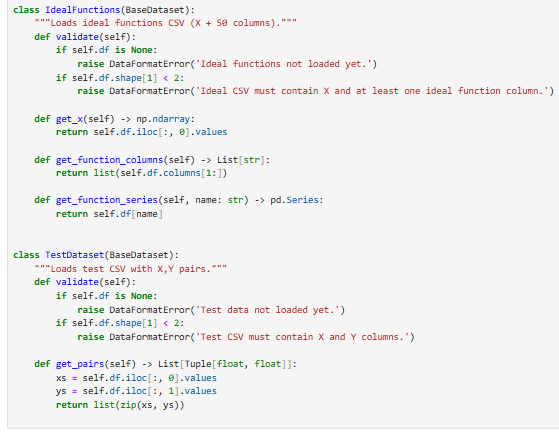 class IdealFunctions(BaseDataset):
    """Loads ideal functions CSV (X + 50 columns)."""
    def validate(self):
        if self.df is None:
            raise DataFormatError('Ideal functions not loaded yet.')
        if self.df.shape[1] < 2:
            raise DataFormatError('Ideal CSV must contain X and at least one ideal function column.')

    def get_x(self) -> np.ndarray:
        return self.df.iloc[:, 0].values

    def get_function_columns(self) -> List[str]:
        return list(self.df.columns[1:])

    def get_function_series(self, name: str) -> pd.Series:
        return self.df[name]


class TestDataset(BaseDataset):
    """Loads test CSV with X,Y pairs."""
    def validate(self):
        if self.df is None:
            raise DataFormatError('Test data not loaded yet.')
        if self.df.shape[1] < 2:
            raise DataFormatError('Test CSV must contain X and Y columns.')

    def get_pairs(self) -> List[Tuple[float, float]]:
        xs = self.df.iloc[:, 0].values
        ys = self.df.iloc[:, 1].values
        return list(zip(xs, ys))